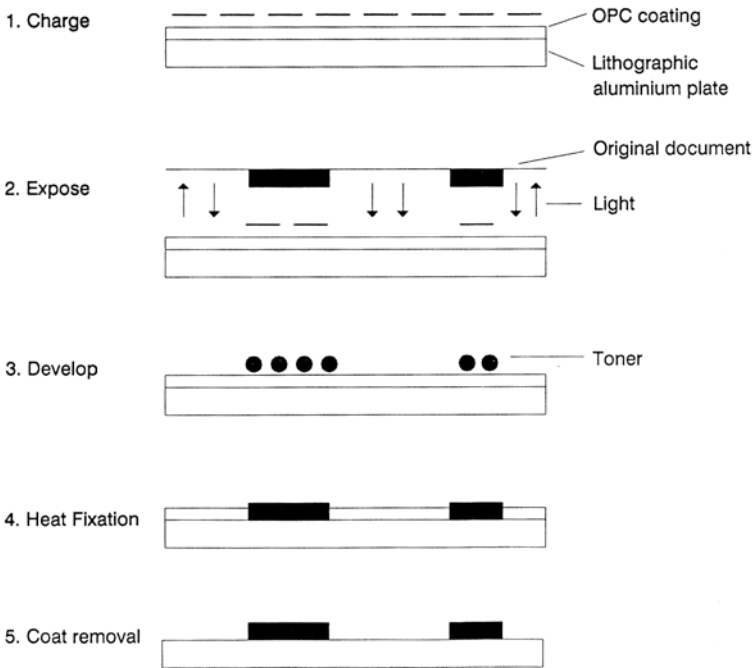 1. Charge
OPC coating
Lithographic
aluminium plate
Original document
2. Expose
Light
3. Develop
Toner
4. Heat Fixation
5. Coat removal